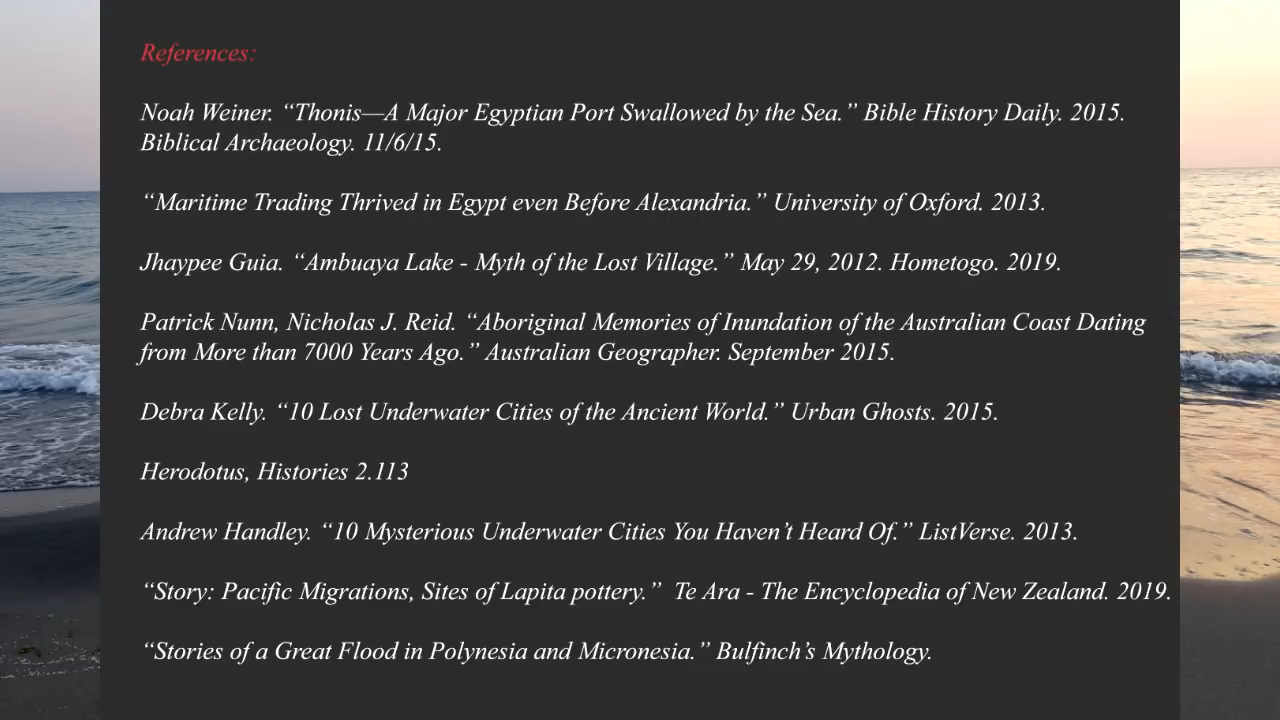 References:
Noah Weiner. “Thonis—A Major Egyptian Port Swallowed by the Sea.” Bible History Daily. 2015.
Biblical Archaeology. 11/6/15.
“Maritime Trading Thrived in Egypt even Before Alexandria.” University of Oxford. 2013.
Jhaypee Guia. “Ambuaya Lake - Myth of the Lost Village.” May 29, 2012. Hometogo. 2019.
Patrick Nunn, Nicholas J. Reid. “Aboriginal Memories of Inundation of the Australian Coast Dating
from More than 7000 Years Ago.” Australian Geographer. September 2015.
Debra Kelly. “10 Lost Underwater Cities of the Ancient World.” Urban Ghosts. 2015.
Herodotus, Histories 2.113
Andrew Handley. “10 Mysterious Underwater Cities You Haven’t Heard Of.” ListVerse. 2013.
“Story: Pacific Migrations, Sites of Lapita pottery.”  Te Ara - The Encyclopedia of New Zealand. 2019.
“Stories of a Great Flood in Polynesia and Micronesia.” Bulfinch’s Mythology.